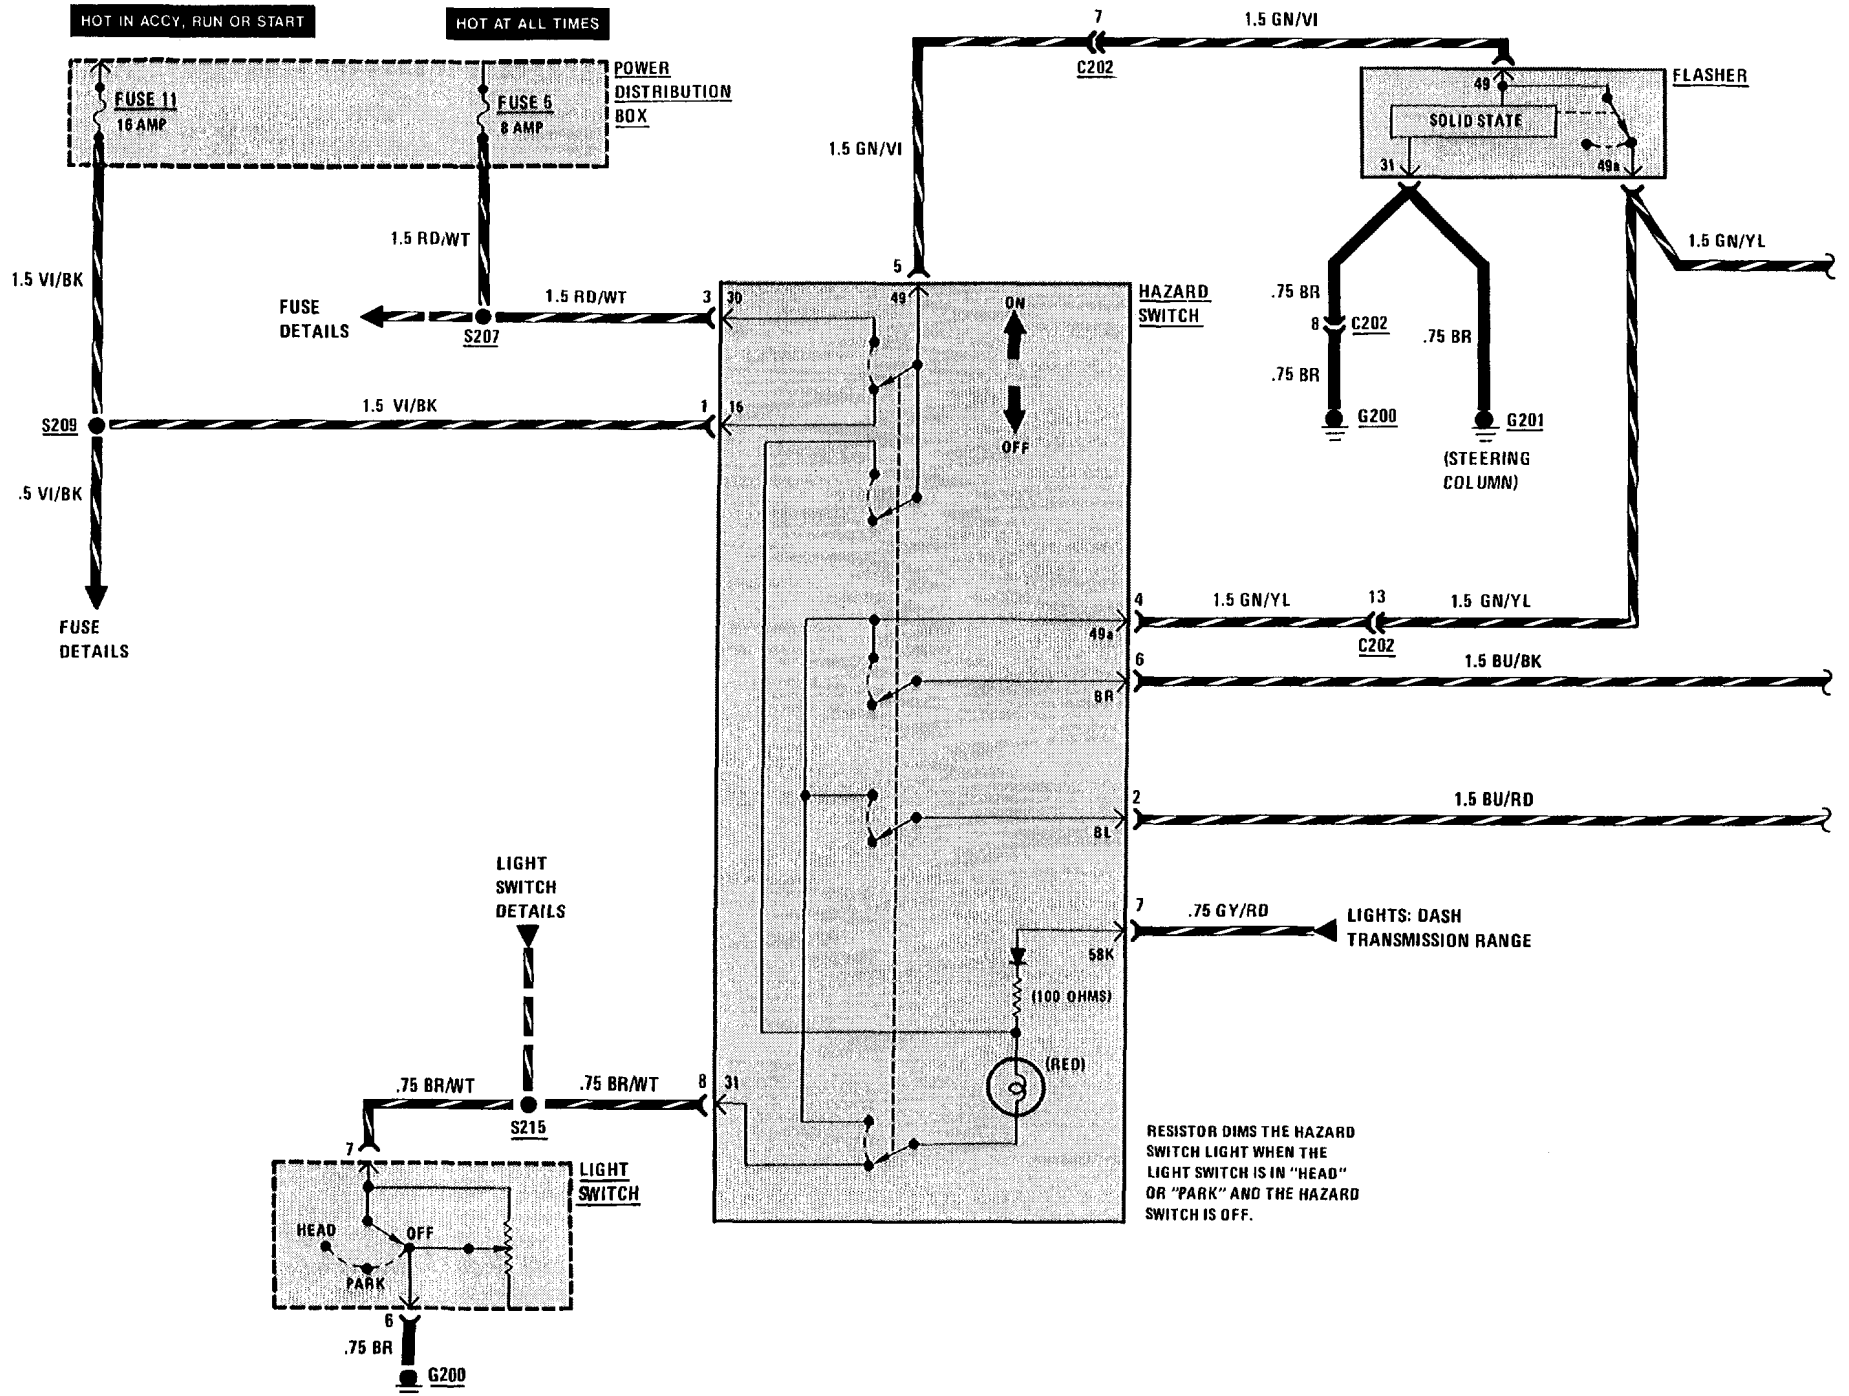 HOT IN ACCY, RUN OR START
HOT AT ALL TIMES
7
1.5 GN/VI
C202
POWER
DISTRIBUTION
BOX
FUSE 11
16 AMP
FUSE 5
8 AMP
FLASHER
49
SOLID STATE
31
49a
1.5 GN/VI
1.5 RD/WT
1.5 GN/YL
1.5 VI/BK
5
.75 BR
FUSE
DETAILS
1.5 RD/WT
S207
3
30
49
ON
OFF
HAZARD
SWITCH
8
C202
.75 BR
.75 BR
1.5 VI/BK
1
16
S209
G200
G201
(STEERING
COLUMN)
.5 VI/BK
FUSE
DETAILS
4
49a
1.5 GN/YL
13
C202
1.5 GN/YL
6
BR
1.5 BU/BK
2
BL
1.5 BU/RD
LIGHT
SWITCH
DETAILS
7
58K
.75 GY/RD
LIGHTS: DASH
TRANSMISSION RANGE
(100 OHMS)
(RED)
.75 BR/WT
.75 BR/WT
8
31
S215
7
LIGHT
SWITCH
HEAD
OFF
PARK
6
.75 BR
G200
RESISTOR DIMS THE HAZARD
SWITCH LIGHT WHEN THE
LIGHT SWITCH IS IN "HEAD"
OR "PARK" AND THE HAZARD
SWITCH IS OFF.